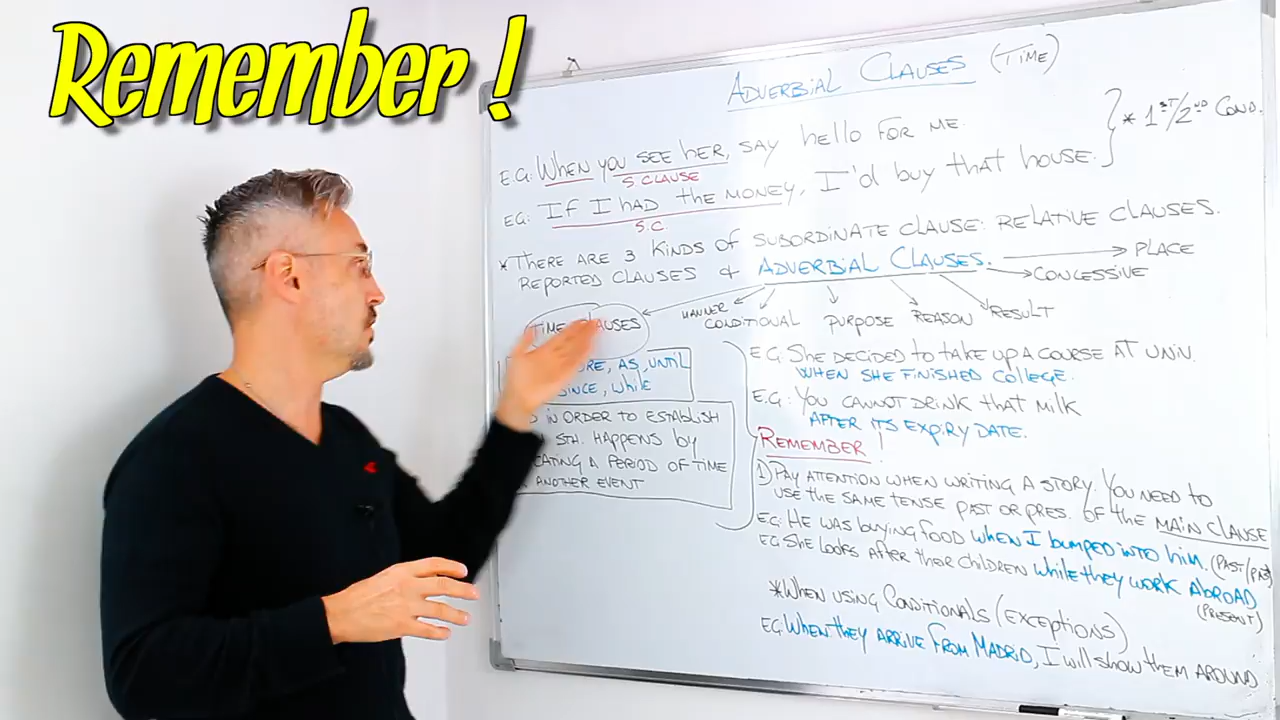 Remember !
ADVERBIAL CLAUSES (TIME)
E.G: WHEN YOU SEE HER, SAY hello FOR ME.
S CLAUSE
EG: IF I HAD the MONEY, I'd buy that house.
S.C
* 1ST/2ND COND.
*THERE ARE 3 KINDS OF SUBORDINATE CLAUSE: RELATIVE CLAUSES.
REPORTED CLAUSES & ADVERBIAL CLAUSES.
PLACE
CONCESSIVE
MANNER
CONDITIONAL PURPOSE REASON RESULT
TIME CLAUSES
AS, UNTIL
SINCE, While
IN ORDER TO ESTABLISH
STH. HAPPENS by
A PERIOD OF TIME
ANOTHER EVENT
E.G: She DECIDED to TAKE UP A COURSE AT UNIV.
WHEN SHE FINISHED COLLEGE.
E.G: YOU CANNOT DRINK that MILK
AFTER ITS EXPIRY DATE.
REMEMBER !
1) PAY ATTENTION WHEN WRITING A STORY. YOU NEED TO
USE THE SAME TENSE PAST OR PRES. OF the MAIN CLAUSE
E.G: HE WAS BUYING FOOD WHEN I BUMPED INTO him. (PAST/PAST)
EG: She Looks AFTER their CHILDREN While they WORK ABROAD
(PRESENT)
*WHEN USING CONDITIONALS (EXCEPTIONS)
EG: WHEN THEY ARRIVE FROM MADRID, I will show them AROUND